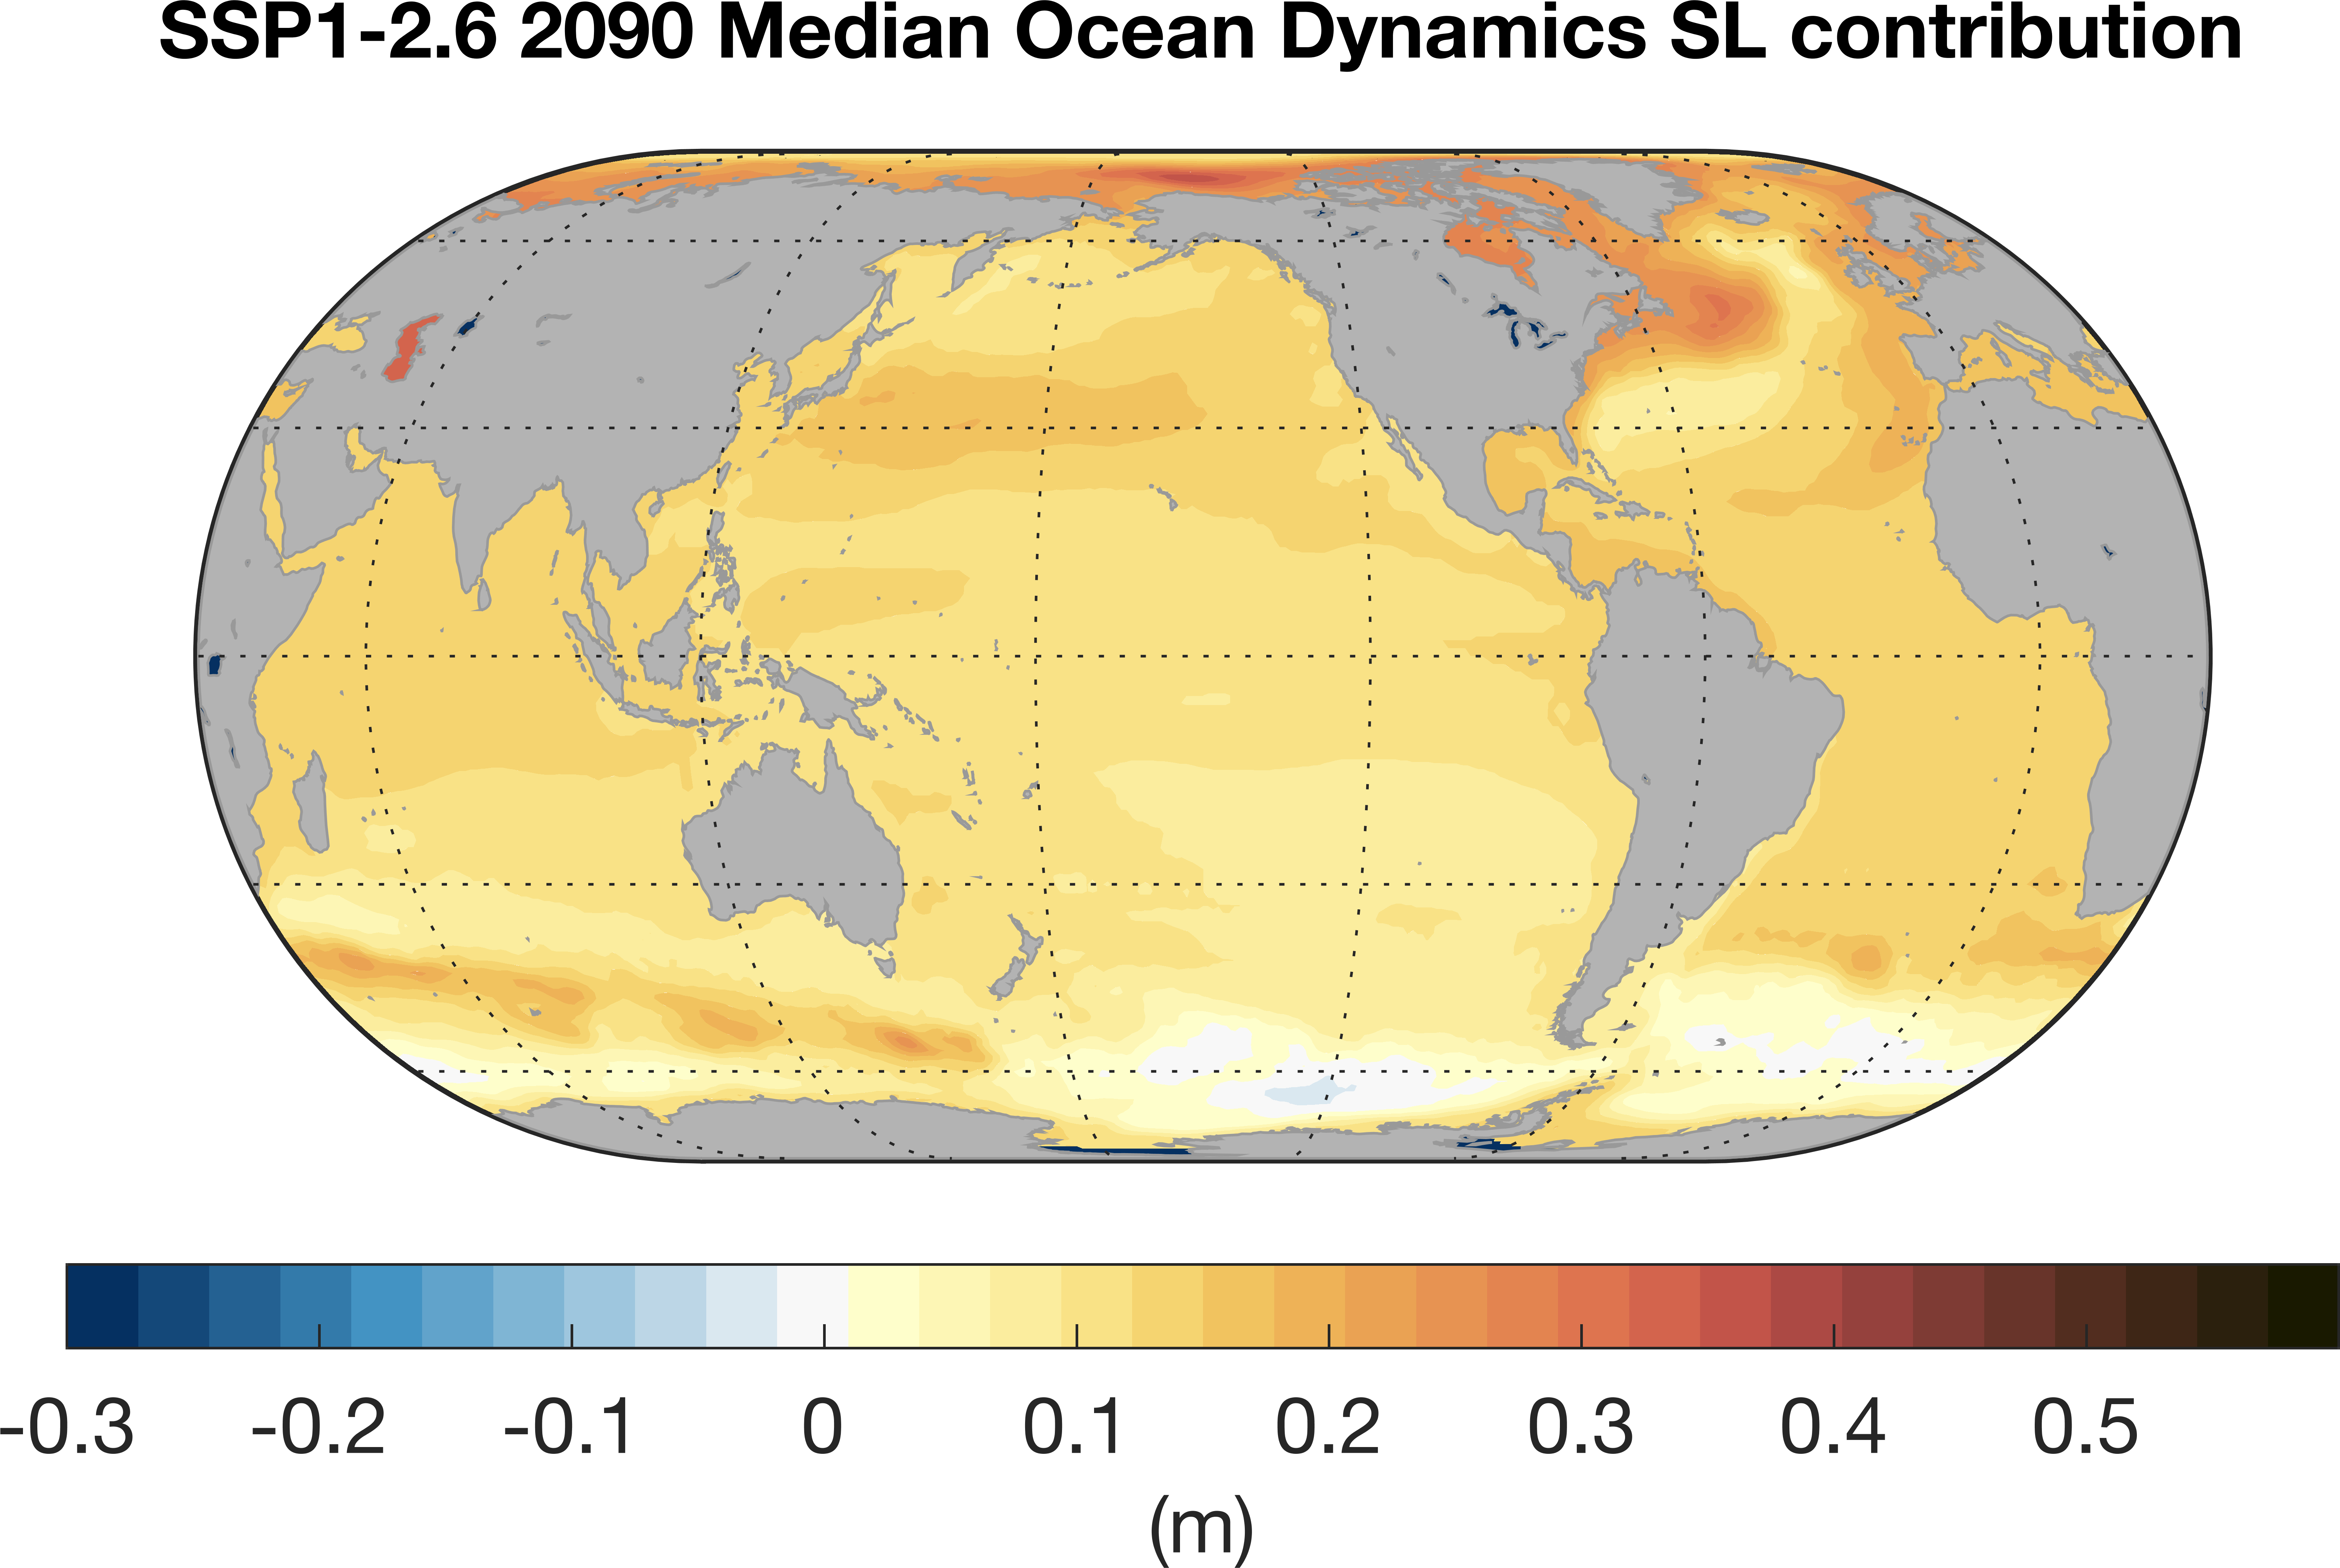 SSP1-2.6 2090 Median Ocean Dynamics SL contribution
-0.3 -0.2 -0.1 0 0.1 0.2 0.3 0.4 0.5
(m)